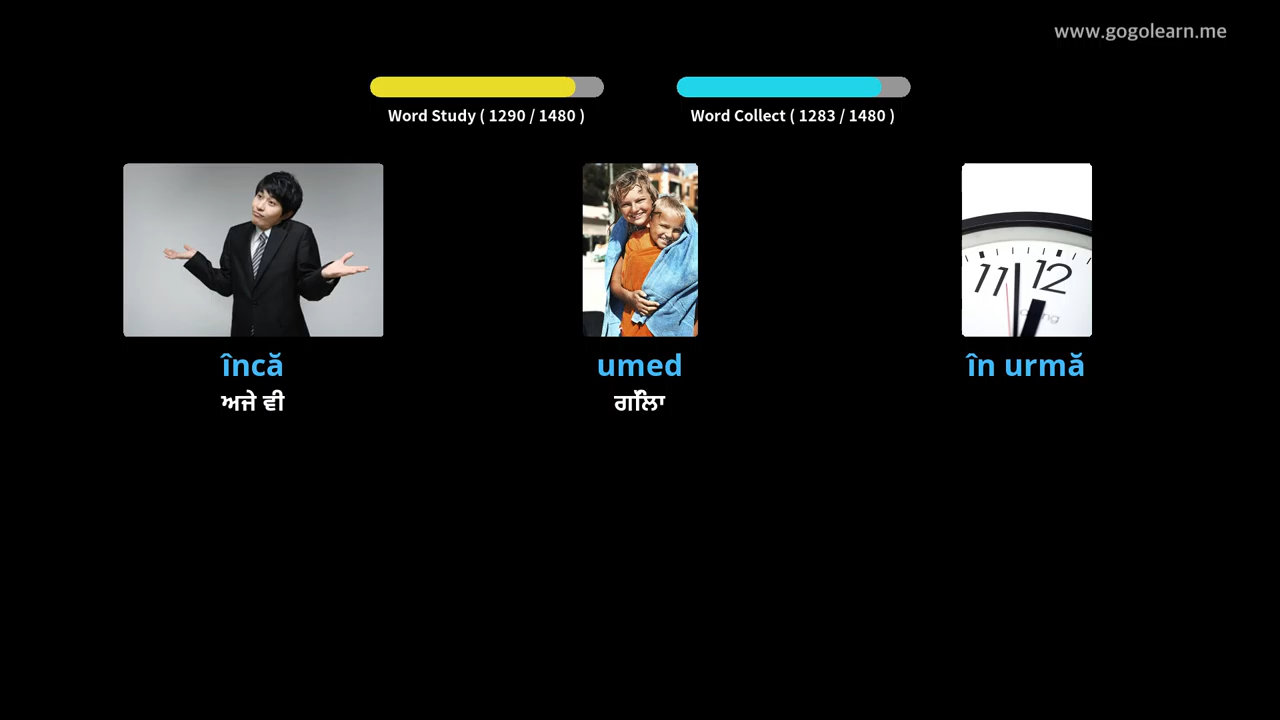 www.gogolearn.me
Word Study ( 1290 / 1480 )
Word Collect ( 1283 / 1480 )
11 12
încă
ਅਜੇ ਵੀ
umed
ਗਿੱਲਾ
în urmă